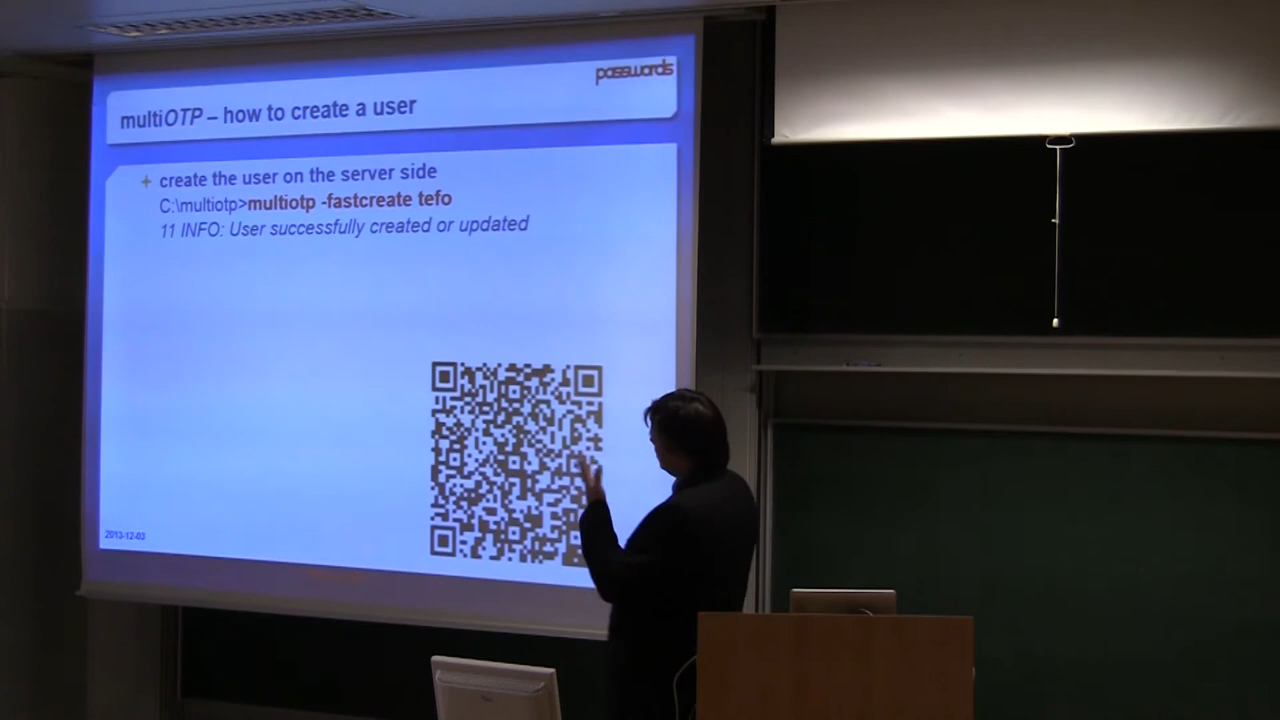 passwords
multiOTP – how to create a user
+ create the user on the server side
C:\multiotp>multiotp -fastcreate tefo
11 INFO: User successfully created or updated
2013-12-03